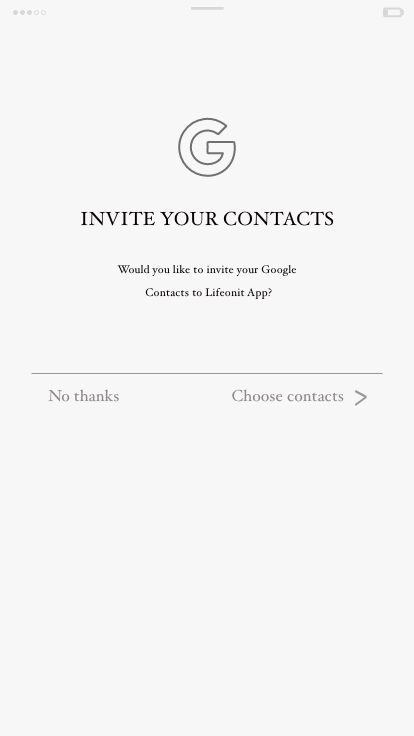 INVITE YOUR CONTACTS
Would you like to invite your Google
Contacts to Lifeonit App?
No thanks
Choose contacts